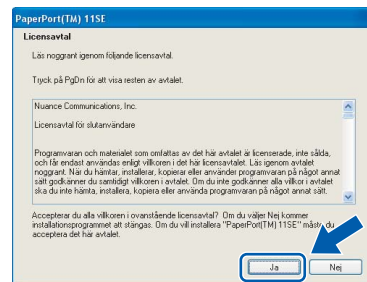 PaperPort(TM) 11SE
Licensavtal
Läs noggrant igenom följande licensavtal.
Tryck på PgDn för att visa resten av avtalet.
Nuance Communications, Inc.
Licensavtal för slutanvändare
Programvaran och materialet som omfattas av det här avtalet är licenserade, inte sålda,
och får endast användas enligt villkoren i det här licensavtalet. Läs igenom avtalet
noggrant. När du hämtar, installerar, kopierar eller använder programvaran på något annat
sätt godkänner du samtidigt villkoren i avtalet. Om du inte godkänner alla villkor i avtalet
ska du inte hämta, installera, kopiera eller använda programvaran på något annat sätt.
Accepterar du alla villkoren i ovanstående licensavtal? Om du väljer Nej kommer
installationsprogrammet att stängas. Om du vill installera "PaperPort(TM) 11SE" måste du
acceptera det här avtalet.
Ja
Nej